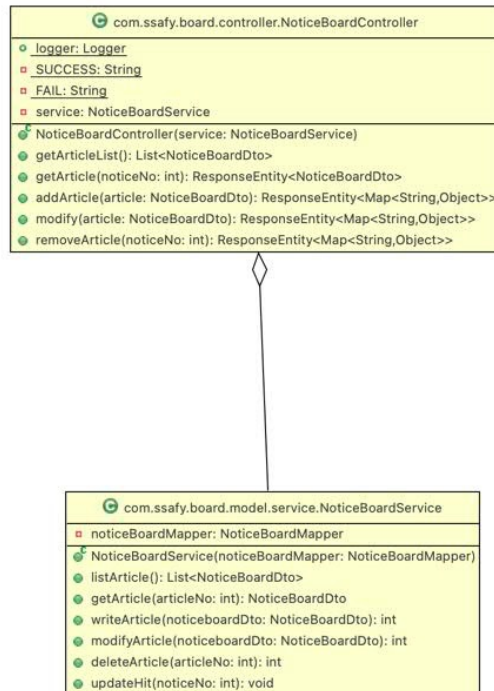 com.ssafy.board.controller.NoticeBoardController
logger: Logger
SUCCESS: String
FAIL: String
service: NoticeBoardService
NoticeBoardController(service: NoticeBoardService)
getArticleList(): List<NoticeBoardDto>
getArticle(noticeNo: int): ResponseEntity<NoticeBoardDto>
addArticle(article: NoticeBoardDto): ResponseEntity<Map<String,Object>>
modify(article: NoticeBoardDto): ResponseEntity<Map<String,Object>>
removeArticle(noticeNo: int): ResponseEntity<Map<String,Object>>
com.ssafy.board.model.service.NoticeBoardService
noticeBoardMapper: NoticeBoardMapper
NoticeBoardService(noticeBoardMapper: NoticeBoardMapper)
listArticle(): List<NoticeBoardDto>
getArticle(articleNo: int): NoticeBoardDto
writeArticle(noticeboardDto: NoticeBoardDto): int
modifyArticle(noticeboardDto: NoticeBoardDto): int
deleteArticle(articleNo: int): int
updateHit(noticeNo: int): void